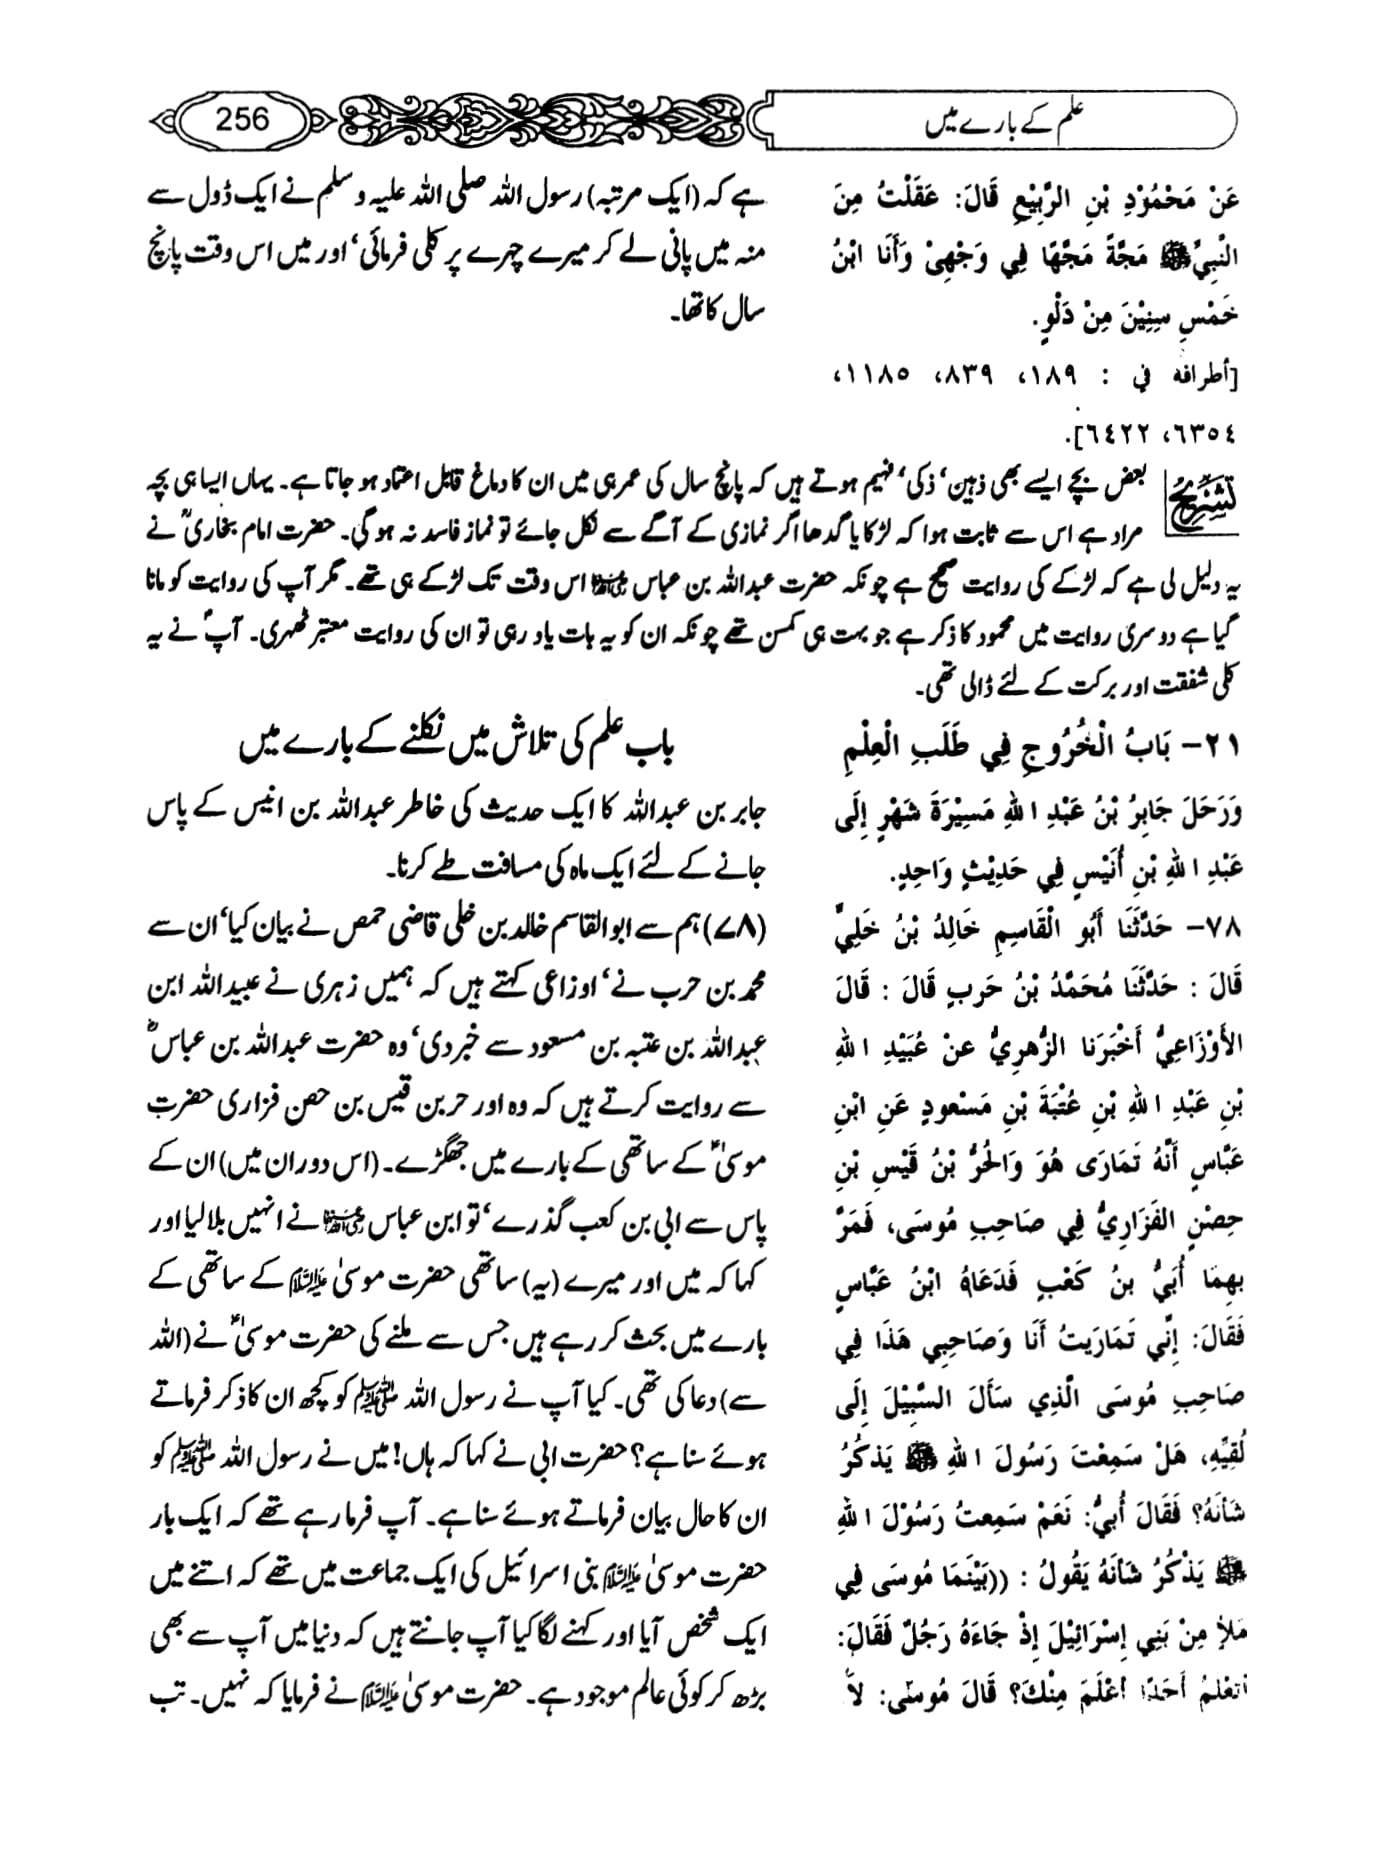 علم کے بارے میں
256
عَنْ مَحْمُوْدِ بْنِ الرَّبِيْعِ قَالَ: عَقَلْتُ مِنَ
النَّبِيِّ ﷺ مَجَّةً مَجَّهَا فِي وَجْهِيْ وَأَنَا ابْنُ
خَمْسِ سِنِيْنَ مِنْ دَلْوٍ.
[أطرافه في : ١٨٩، ٨٣٩، ١١٨٥،
٦٣٥٤، ٦٤٢٢].
ہے کہ (ایک مرتبہ) رسول اللہ صلی اللہ علیہ وسلم نے ایک ڈول سے
منہ میں پانی لے کر میرے چہرے پر کلی فرمائی‘ اور میں اس وقت پانچ
سال کا تھا۔
تشریح بعض بچے ایسے بھی ذہین‘ ذکی‘ فہیم ہوتے ہیں کہ پانچ سال کی عمر ہی میں ان کا دماغ قابل اعتماد ہو جاتا ہے۔ یہاں ایسا ہی بچہ
مراد ہے اس سے ثابت ہوا کہ لڑکا یا گدھا اگر نمازی کے آگے سے نکل جائے تو نماز فاسد نہ ہو گی۔ حضرت امام بخاریؒ نے
یہ دلیل لی ہے کہ لڑکے کی روایت صحیح ہے چونکہ حضرت عبداللہ بن عباس رضی اللہ عنہما اس وقت تک لڑکے ہی تھے۔ مگر آپ کی روایت کو مانا
گیا ہے دوسری روایت میں محمود کا ذکر ہے جو بہت ہی کمسن تھے چونکہ ان کو یہ بات یاد رہی تو ان کی روایت معتبر ٹھہری۔ آپؐ نے یہ
کلی شفقت اور برکت کے لئے ڈالی تھی۔
٢١- بَابُ الْخُرُوجِ فِي طَلَبِ الْعِلْمِ
وَرَحَلَ جَابِرُ بْنُ عَبْدِ اللهِ مَسِيْرَةَ شَهْرٍ إِلَى
عَبْدِ اللهِ بْنِ أُنَيْسٍ فِي حَدِيْثٍ وَاحِدٍ.
٧٨- حَدَّثَنَا أَبُو الْقَاسِمِ خَالِدُ بْنُ خَلِيٍّ
قَالَ : حَدَّثَنَا مُحَمَّدُ بْنُ حَربٍ قَالَ : قَالَ
الأَوْزَاعِيُّ أَخْبَرَنا الزُّهرِيُّ عنْ عُبَيْدِ اللهِ
بْنِ عَبْدِ اللهِ بْنِ عُتْبَةَ بْنِ مَسْعودٍ عَنِ ابْنِ
عَبَّاسٍ أَنَّهُ تَمَارَى هُوَ وَالحُرُّ بْنُ قَيْسِ بْنِ
حِصْنٍ الفَزَارِيُّ فِي صَاحِبِ مُوسَى، فَمَرَّ
بِهِمَا أُبَيُّ بنُ كَعْبٍ فَدَعَاهُ ابْنُ عَبَّاسٍ
فَقَالَ: إِنِّي تَمَارَيتُ أَنَا وَصَاحِبِي هَذَا فِي
صَاحِبِ مُوسَى الَّذِي سَأَلَ السَّبِيْلَ إِلَى
لُقِيِّهِ، هَلْ سَمِعْتَ رَسُولَ اللهِ ﷺ يَذكُرُ
شَأنَهُ؟ فَقَالَ أُبيُّ: نَعَمْ سَمِعتُ رَسُوْلَ اللهِ
ﷺ يَذْكُرُ شَأنَهُ يَقُولُ : ((بَيْنَمَا مُوسَى فِي
مَلأ مِنْ بَنِي إِسْرَائِيْلَ إِذْ جَاءَهُ رَجُلٌ فَقَالَ:
أتعْلمُ أَحَدًا أعْلَمَ مِنْكَ؟ قَالَ مُوسَى: لاَ
باب علم کی تلاش میں نکلنے کے بارے میں
جابر بن عبداللہ کا ایک حدیث کی خاطر عبداللہ بن انیس کے پاس
جانے کے لئے ایک ماہ کی مسافت طے کرنا۔
(۷۸) ہم سے ابوالقاسم خالد بن خلی قاضی حمص نے بیان کیا‘ ان سے
محمد بن حرب نے‘ اوزاعی کہتے ہیں کہ ہمیں زہری نے عبیداللہ ابن
عبداللہ بن عتبہ بن مسعود سے خبر دی‘ وہ حضرت عبداللہ بن عباسؓ
سے روایت کرتے ہیں کہ وہ اور حر بن قیس بن حصن فزاری حضرت
موسیٰؑ کے ساتھی کے بارے میں جھگڑے۔ (اس دوران میں) ان کے
پاس سے ابی بن کعب گذرے‘ تو ابن عباس رضی اللہ عنہما نے انہیں بلا لیا اور
کہا کہ میں اور میرے (یہ) ساتھی حضرت موسیٰ علیہ السلام کے ساتھی کے
بارے میں بحث کر رہے ہیں جس سے ملنے کی حضرت موسیٰؑ نے (اللہ
سے) دعا کی تھی۔ کیا آپ نے رسول اللہ ﷺ کو کچھ ان کا ذکر فرماتے
ہوئے سنا ہے؟ حضرت ابی نے کہا کہ ہاں! میں نے رسول اللہ ﷺ کو
ان کا حال بیان فرماتے ہوئے سنا ہے۔ آپ فرما رہے تھے کہ ایک بار
حضرت موسیٰ علیہ السلام بنی اسرائیل کی ایک جماعت میں تھے کہ اتنے میں
ایک شخص آیا اور کہنے لگا کیا آپ جانتے ہیں کہ دنیا میں آپ سے بھی
بڑھ کر کوئی عالم موجود ہے۔ حضرت موسیٰ علیہ السلام نے فرمایا کہ نہیں۔ تب